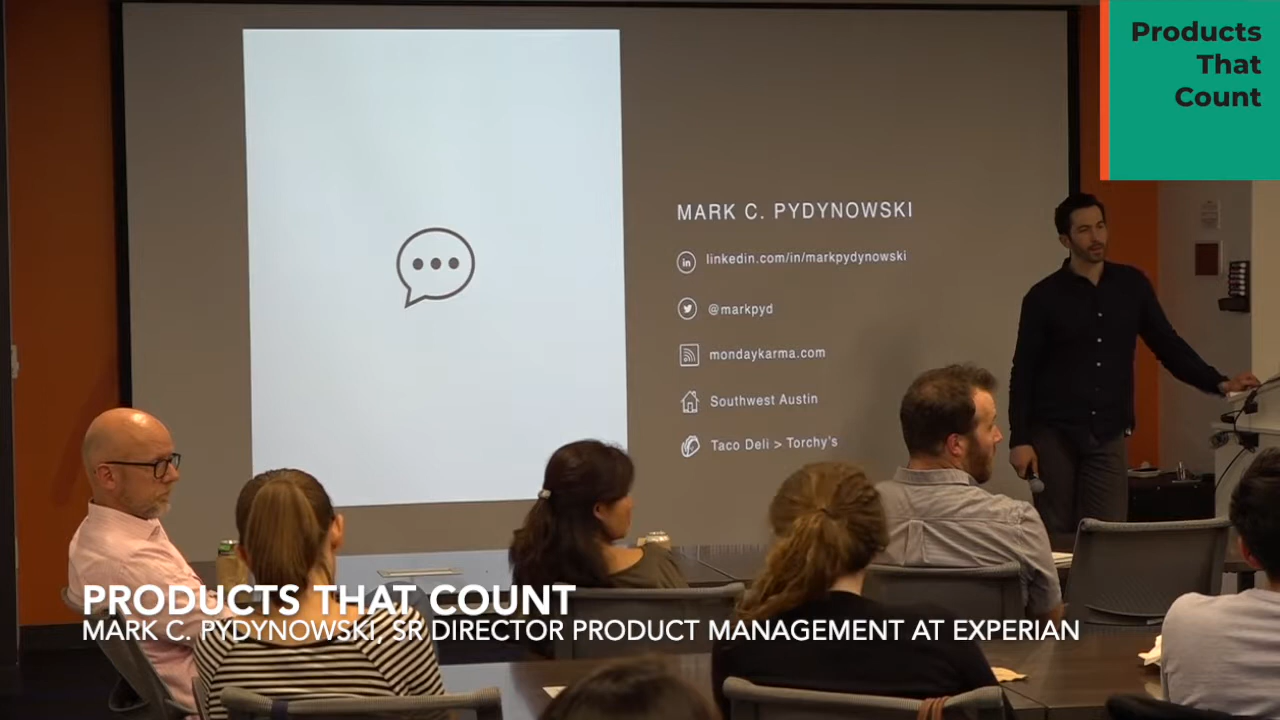 Products
That
Count
MARK C. PYDYNOWSKI
in linkedin.com/in/markpydynowski
@markpyd
mondaykarma.com
Southwest Austin
Taco Deli > Torchy's
PRODUCTS THAT COUNT
MARK C. PYDYNOWSKI, SR DIRECTOR PRODUCT MANAGEMENT AT EXPERIAN